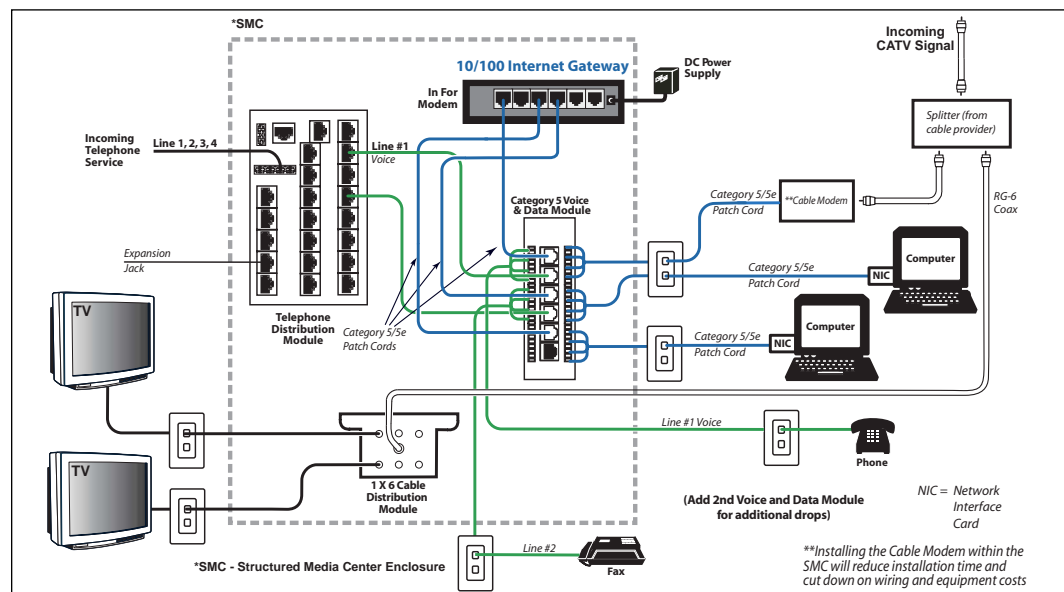 *SMC
Incoming
CATV Signal
10/100 Internet Gateway
DC Power
Supply
In For
Modem
Splitter (from
cable provider)
Incoming
Telephone
Service
Line 1, 2, 3, 4
Line #1
Voice
Category 5 Voice
& Data Module
Category 5/5e
Patch Cord
**Cable Modem
RG-6
Coax
Expansion
Jack
Category 5/5e
Patch Cord
NIC
Computer
TV
Telephone
Distribution
Module
Category 5/5e
Patch Cords
Category 5/5e
Patch Cord
NIC
Computer
Line #1 Voice
Phone
TV
1 X 6 Cable
Distribution
Module
(Add 2nd Voice and Data Module
for additional drops)
NIC = Network
Interface
Card
Line #2
Fax
*SMC - Structured Media Center Enclosure
**Installing the Cable Modem within the
SMC will reduce installation time and
cut down on wiring and equipment costs